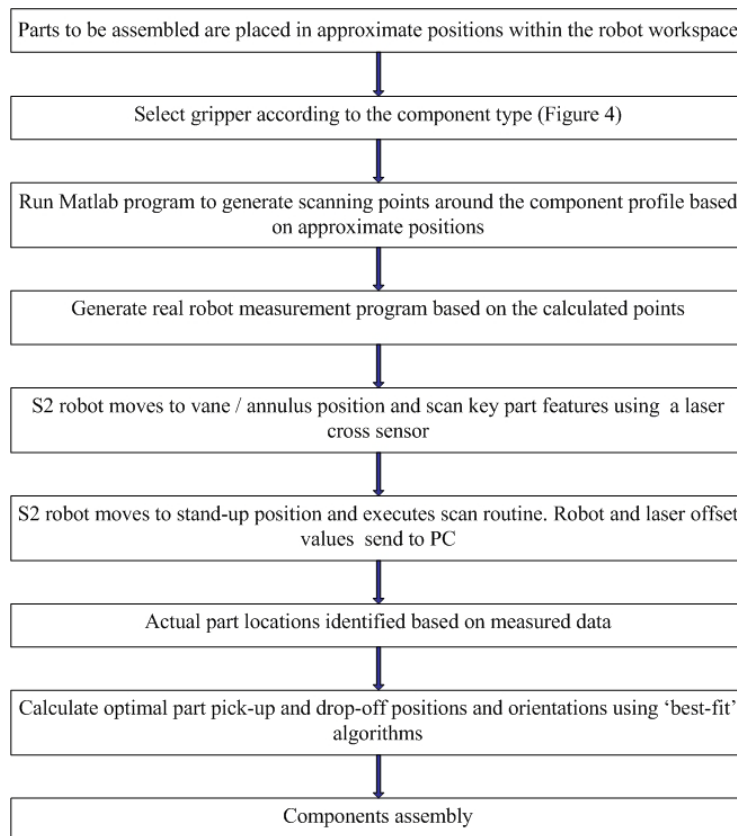 Parts to be assembled are placed in approximate positions within the robot workspace
Select gripper according to the component type (Figure 4)
Run Matlab program to generate scanning points around the component profile based
on approximate positions
Generate real robot measurement program based on the calculated points
S2 robot moves to vane / annulus position and scan key part features using a laser
cross sensor
S2 robot moves to stand-up position and executes scan routine. Robot and laser offset
values send to PC
Actual part locations identified based on measured data
Calculate optimal part pick-up and drop-off positions and orientations using ‘best-fit’
algorithms
Components assembly